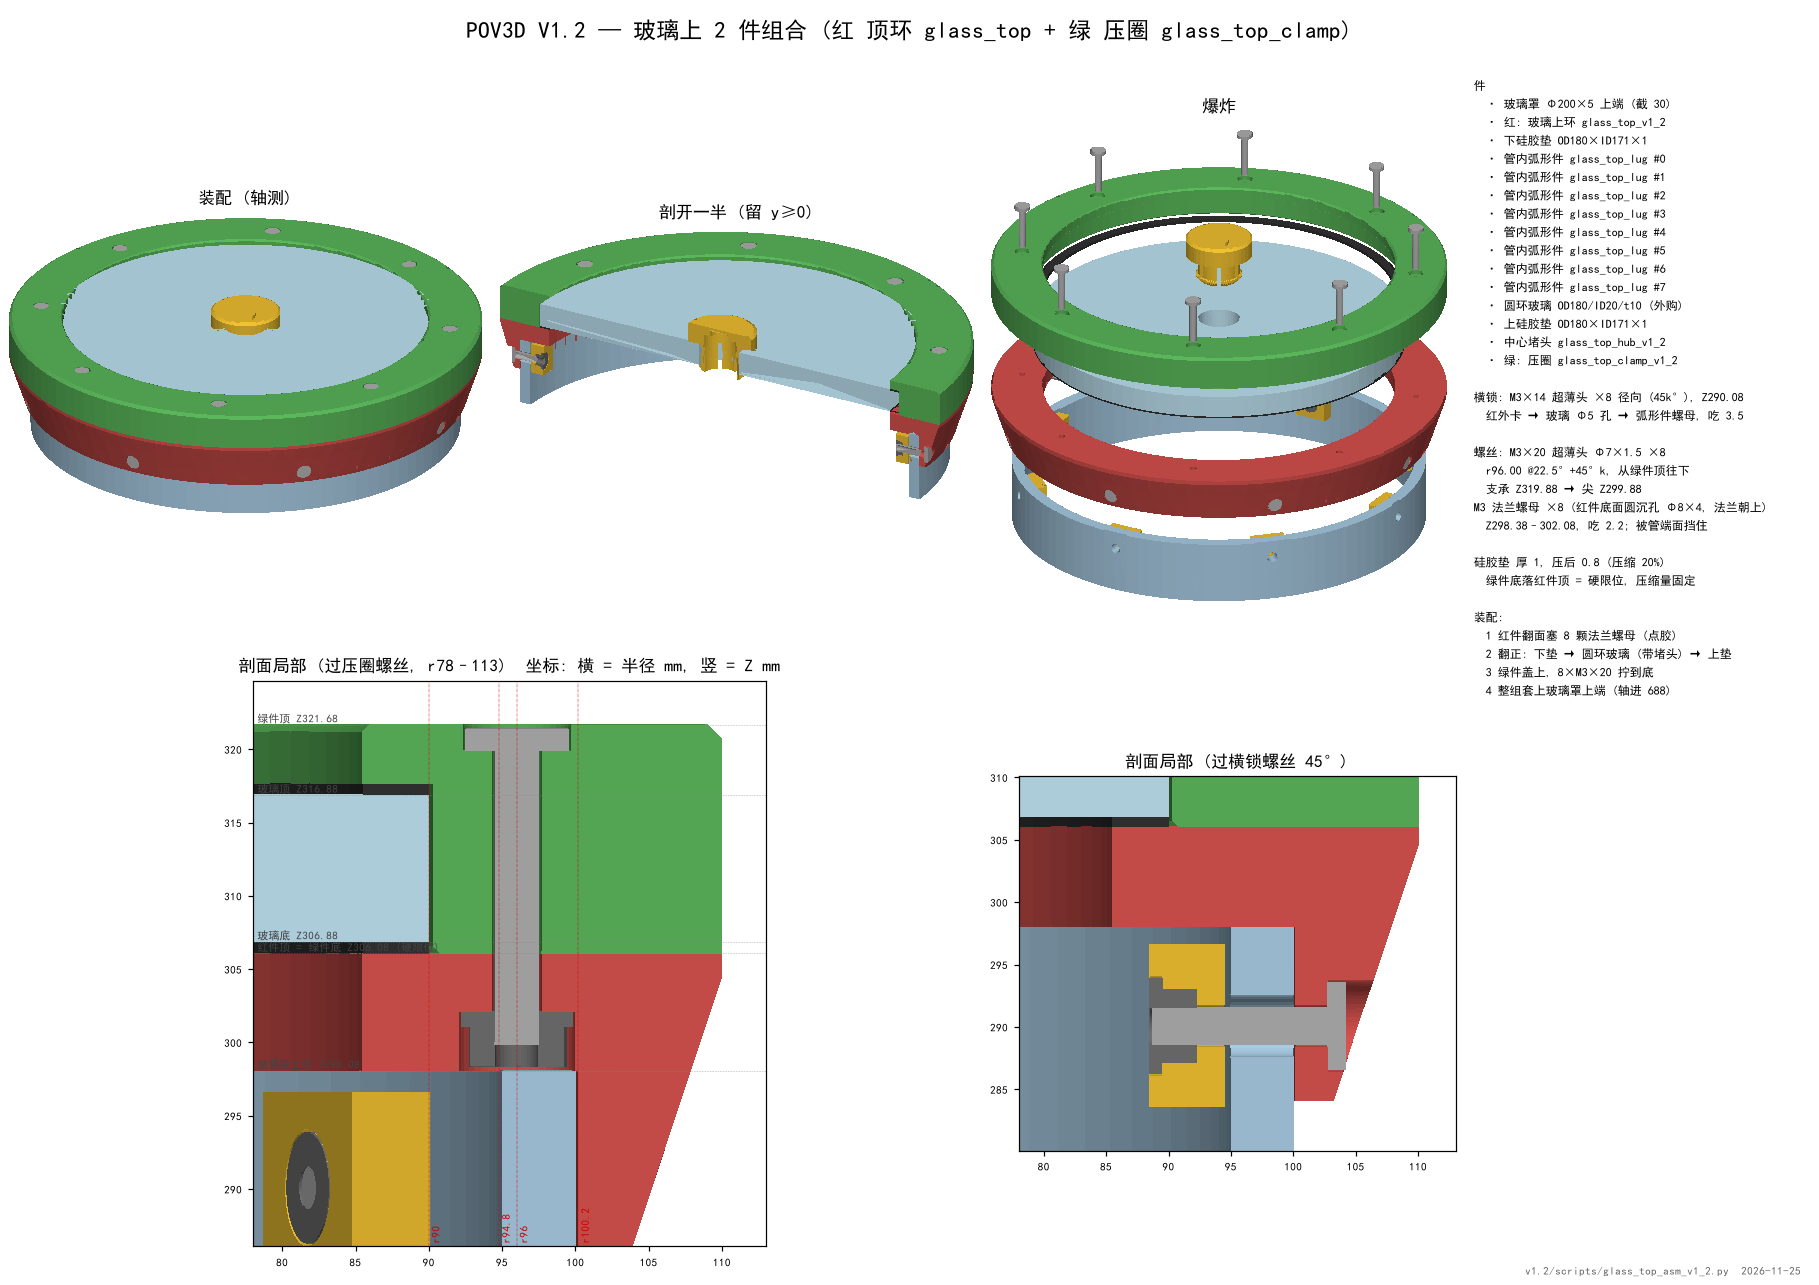 POV3D V1.2 — 玻璃上 2 件组合 (红 顶环 glass_top + 绿 压圈 glass_top_clamp)
装配 (轴测)
剖开一半 (留 y≥0)
爆炸
件
· 玻璃罩 Φ200×5 上端 (截 30)
· 红: 玻璃上环 glass_top_v1_2
· 下硅胶垫 OD180×ID171×1
· 管内弧形件 glass_top_lug #0
· 管内弧形件 glass_top_lug #1
· 管内弧形件 glass_top_lug #2
· 管内弧形件 glass_top_lug #3
· 管内弧形件 glass_top_lug #4
· 管内弧形件 glass_top_lug #5
· 管内弧形件 glass_top_lug #6
· 管内弧形件 glass_top_lug #7
· 圆环玻璃 OD180/ID20/t10 (外购)
· 上硅胶垫 OD180×ID171×1
· 中心堵头 glass_top_hub_v1_2
· 绿: 压圈 glass_top_clamp_v1_2
横锁: M3×14 超薄头 ×8 径向 (45k°), Z290.08
红外卡 → 玻璃 Φ5 孔 → 弧形件螺母, 吃 3.5
螺丝: M3×20 超薄头 Φ7×1.5 ×8
r96.00 @22.5°+45°k, 从绿件顶往下
支承 Z319.88 → 尖 Z299.88
M3 法兰螺母 ×8 (红件底面圆沉孔 Φ8×4, 法兰朝上)
Z298.38–302.08, 吃 2.2; 被管端面挡住
硅胶垫 厚 1, 压后 0.8 (压缩 20%)
绿件底落红件顶 = 硬限位, 压缩量固定
装配:
1 红件翻面塞 8 颗法兰螺母 (点胶)
2 翻正: 下垫 → 圆环玻璃 (带堵头) → 上垫
3 绿件盖上, 8×M3×20 拧到底
4 整组套上玻璃罩上端 (轴进 688)
剖面局部 (过压圈螺丝, r78–113)  坐标: 横 = 半径 mm, 竖 = Z mm
绿件顶 Z321.68
玻璃顶 Z316.88
玻璃底 Z306.88
红件顶 = 绿件底 Z306.08
320
315
310
305
300
295
290
r90
r94.8
r96
r100.2
80 85 90 95 100 105 110
剖面局部 (过横锁螺丝 45°)
310
305
300
295
290
285
80 85 90 95 100 105 110
v1.2/scripts/glass_top_asm_v1_2.py  2026-11-25